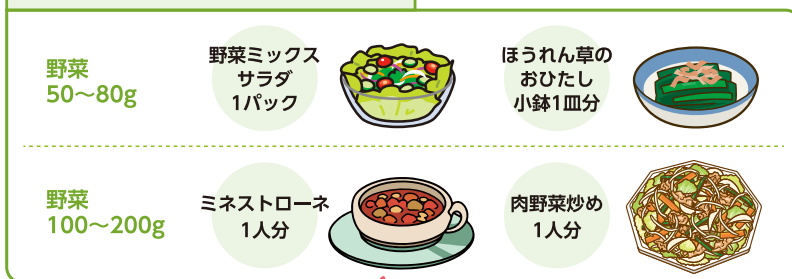 野菜
50〜80g
野菜ミックス
サラダ
1パック
ほうれん草の
おひたし
小鉢1皿分
野菜
100〜200g
ミネストローネ
1人分
肉野菜炒め
1人分